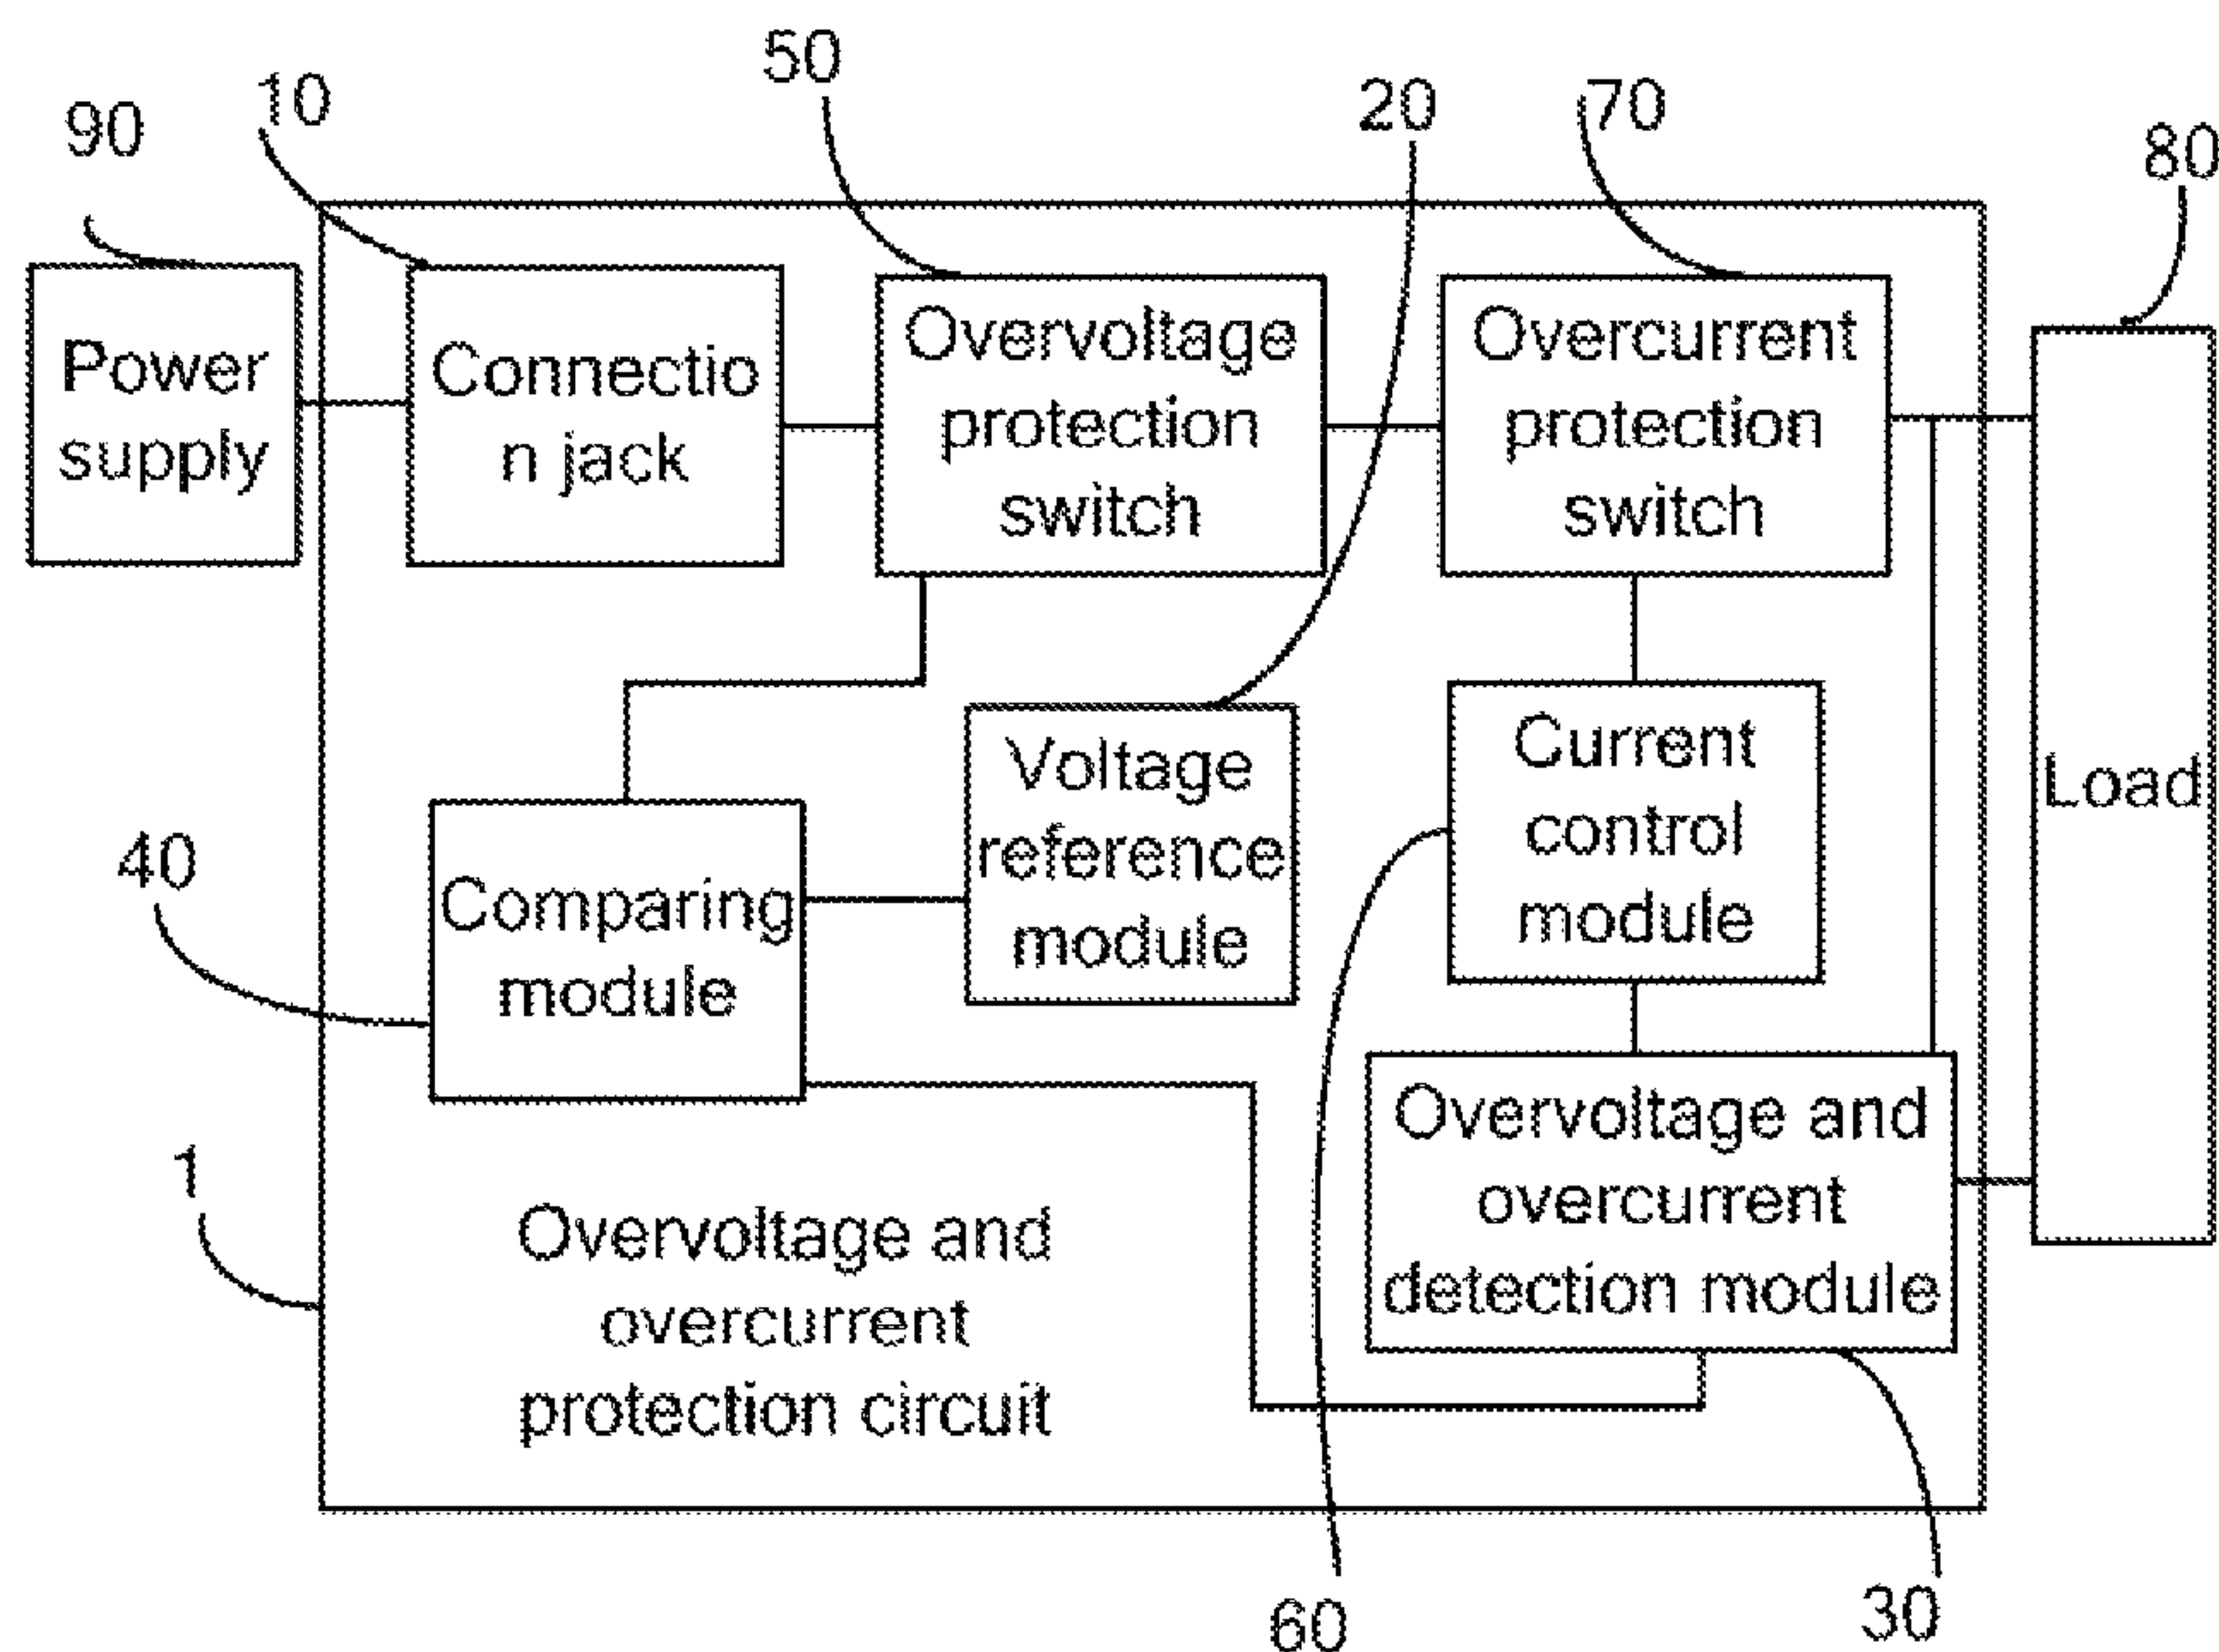 50
20
70
10
90
80
Power
supply
Connectio
n jack
Overvoltage
protection
switch
Overcurrent
protection
switch
Load
Voltage
reference
module
Current
control
module
40
Comparing
module
1
Overvoltage and
overcurrent
detection module
Overvoltage and
overcurrent
protection circuit
60
30